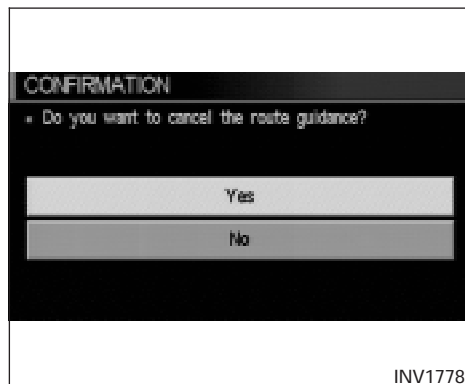 CONFIRMATION
• Do you want to cancel the route guidance?
Yes
No
INV1778